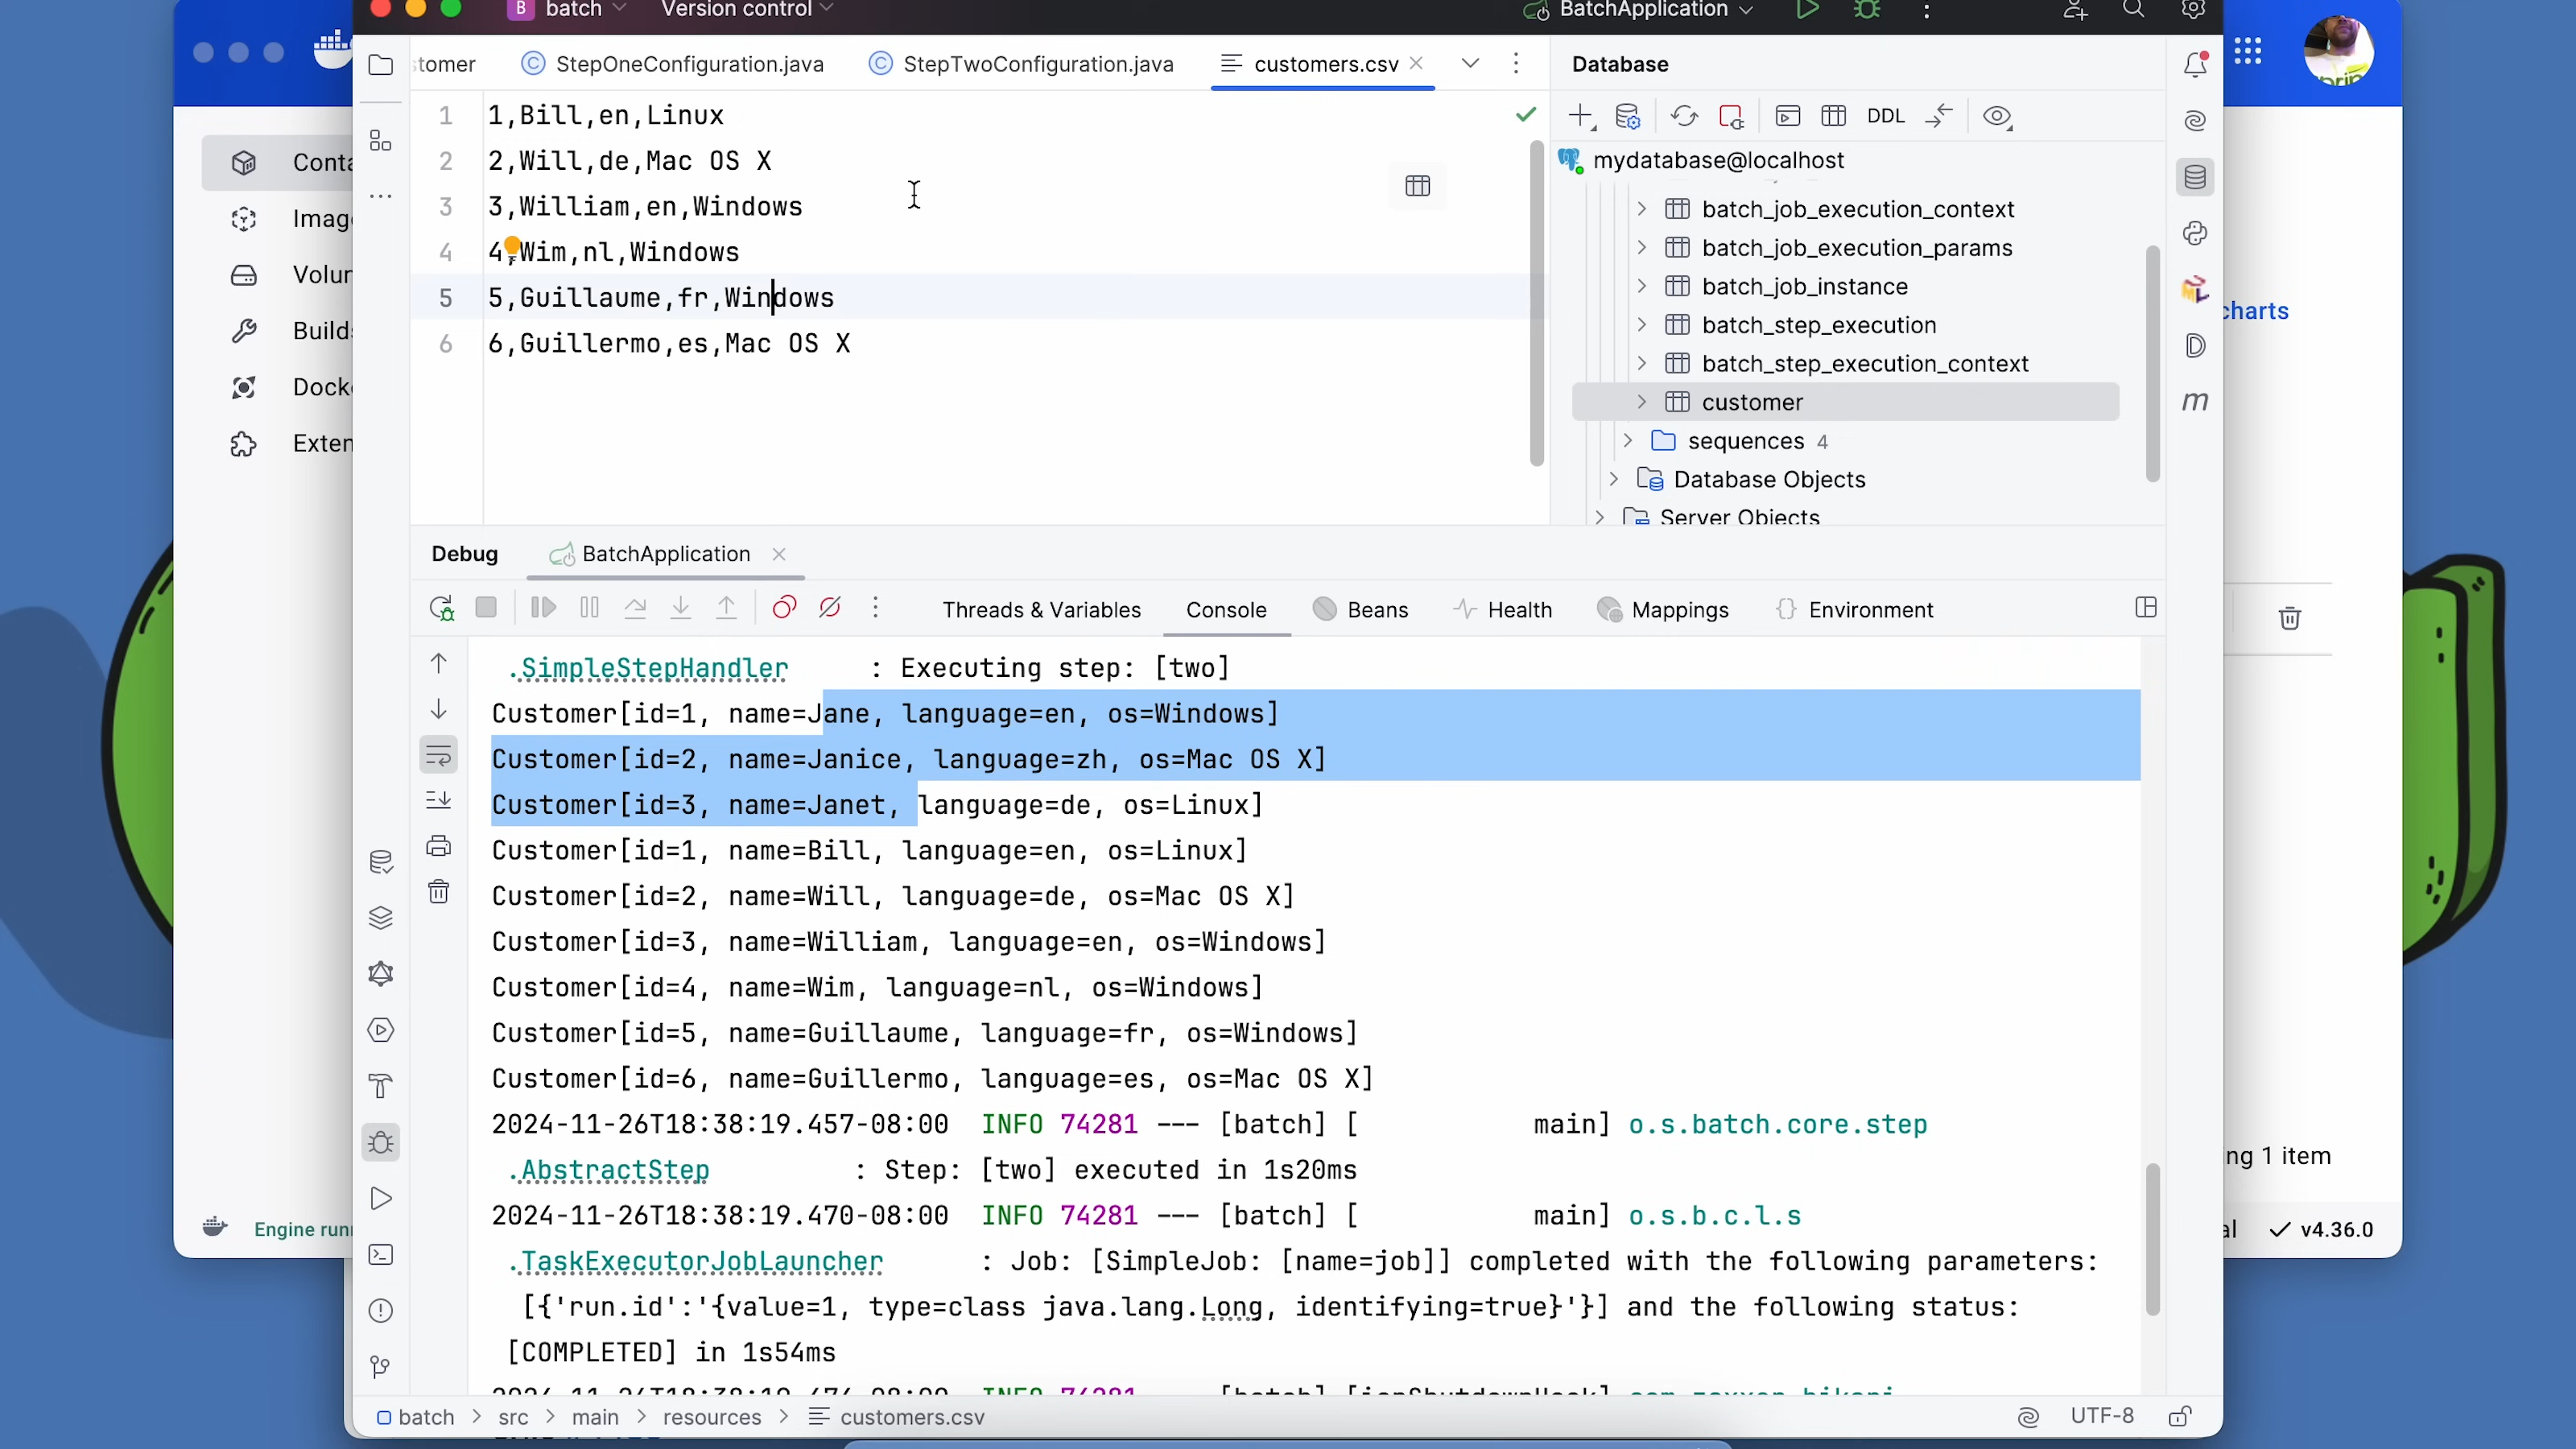 B batch Version control BatchApplication
StepOneConfiguration.java StepTwoConfiguration.java customers.csv Database
1 1,Bill,en,Linux
2 2,Will,de,Mac OS X
3 3,William,en,Windows
4 4,Wim,nl,Windows
5 5,Guillaume,fr,Windows
6 6,Guillermo,es,Mac OS X
DDL
mydatabase@localhost
batch_job_execution_context
batch_job_execution_params
batch_job_instance
batch_step_execution
batch_step_execution_context
customer
sequences 4
Database Objects
Server Objects
m
charts
Debug BatchApplication
Threads & Variables Console Beans Health Mappings Environment
.SimpleStepHandler : Executing step: [two]
Customer[id=1, name=Jane, language=en, os=Windows]
Customer[id=2, name=Janice, language=zh, os=Mac OS X]
Customer[id=3, name=Janet, language=de, os=Linux]
Customer[id=1, name=Bill, language=en, os=Linux]
Customer[id=2, name=Will, language=de, os=Mac OS X]
Customer[id=3, name=William, language=en, os=Windows]
Customer[id=4, name=Wim, language=nl, os=Windows]
Customer[id=5, name=Guillaume, language=fr, os=Windows]
Customer[id=6, name=Guillermo, language=es, os=Mac OS X]
2024-11-26T18:38:19.457-08:00 INFO 74281 --- [batch] [ main] o.s.batch.core.step
.AbstractStep : Step: [two] executed in 1s20ms
2024-11-26T18:38:19.470-08:00 INFO 74281 --- [batch] [ main] o.s.b.c.l.s
.TaskExecutorJobLauncher : Job: [SimpleJob: [name=job]] completed with the following parameters:
[{'run.id':'{value=1, type=class java.lang.Long, identifying=true}'}] and the following status:
[COMPLETED] in 1s54ms
batch > src > main > resources > customers.csv UTF-8
Engine
1 item
v4.36.0